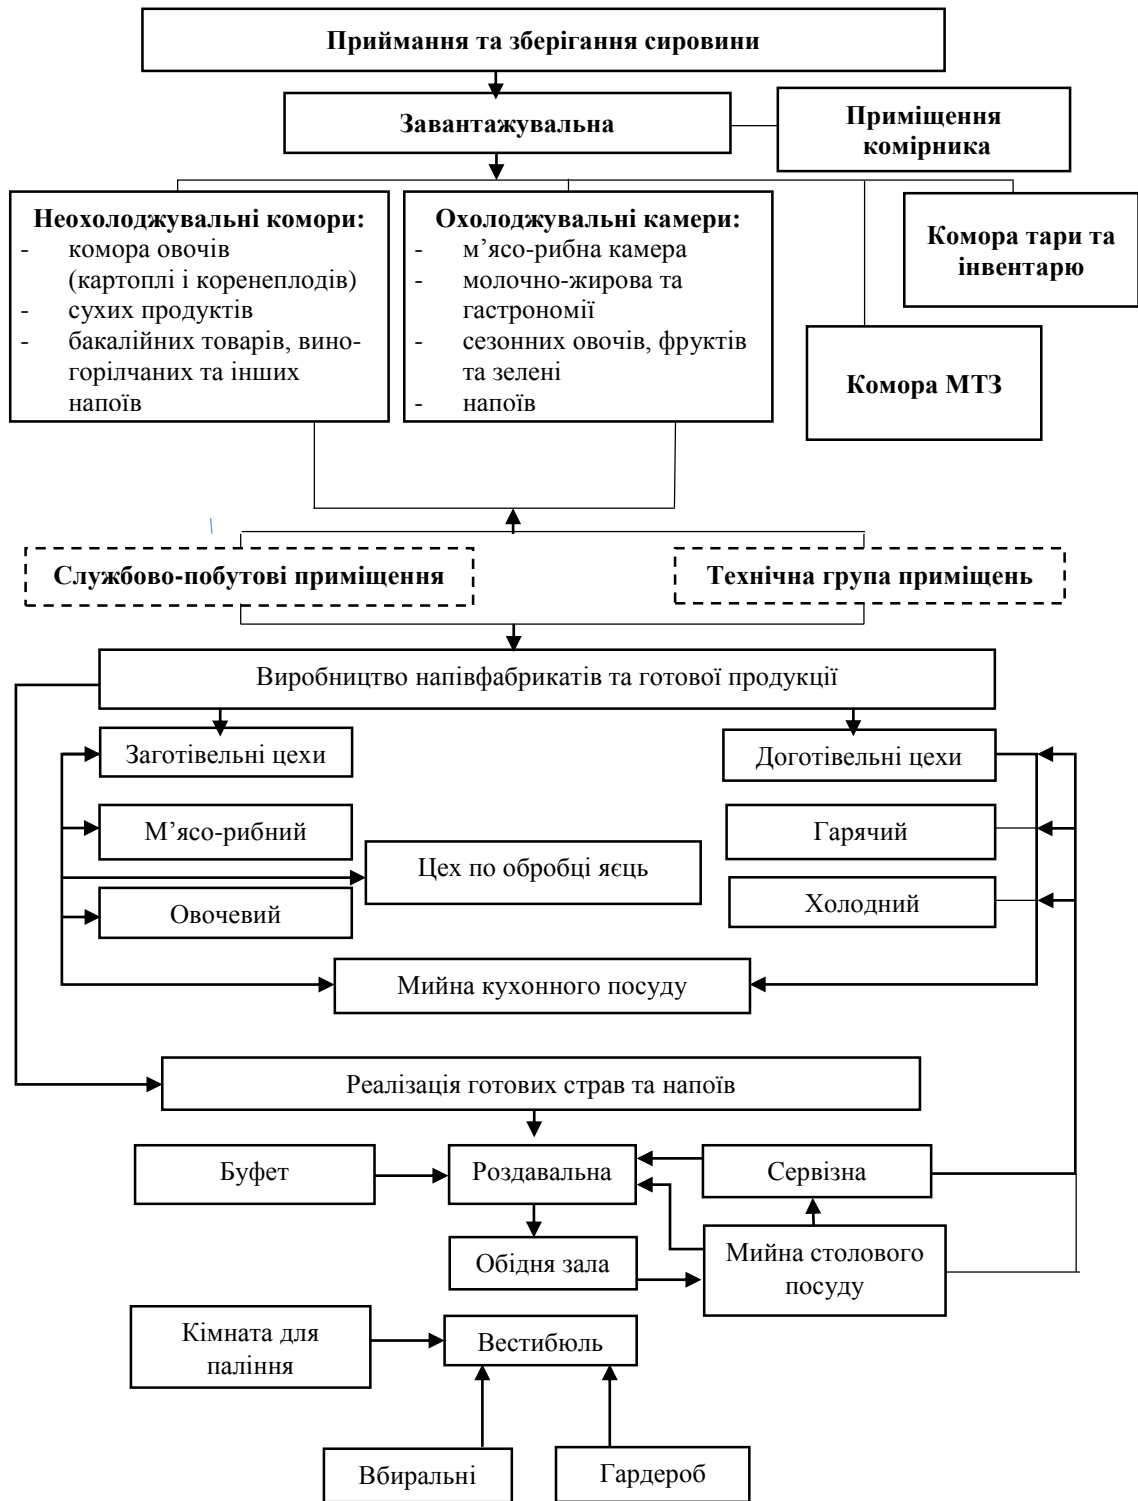 Приймання та зберігання сировини
Завантажувальна
Приміщення
комірника
Неохолоджувальні комори:
- комора овочів
(картоплі і коренеплодів)
- сухих продуктів
- бакалійних товарів, вино-
горілчаних та інших
напоїв
Охолоджувальні камери:
- м’ясо-рибна камера
- молочно-жирова та
гастрономії
- сезонних овочів, фруктів
та зелені
- напоїв
Комора тари та
інвентарю
Комора МТЗ
Службово-побутові приміщення
Технічна група приміщень
Виробництво напівфабрикатів та готової продукції
Заготівельні цехи
Доготівельні цехи
М’ясо-рибний
Гарячий
Цех по обробці яєць
Овочевий
Холодний
Мийна кухонного посуду
Реалізація готових страв та напоїв
Буфет
Роздавальна
Сервізна
Обідня зала
Мийна столового
посуду
Кімната для
паління
Вестибюль
Вбиральні
Гардероб